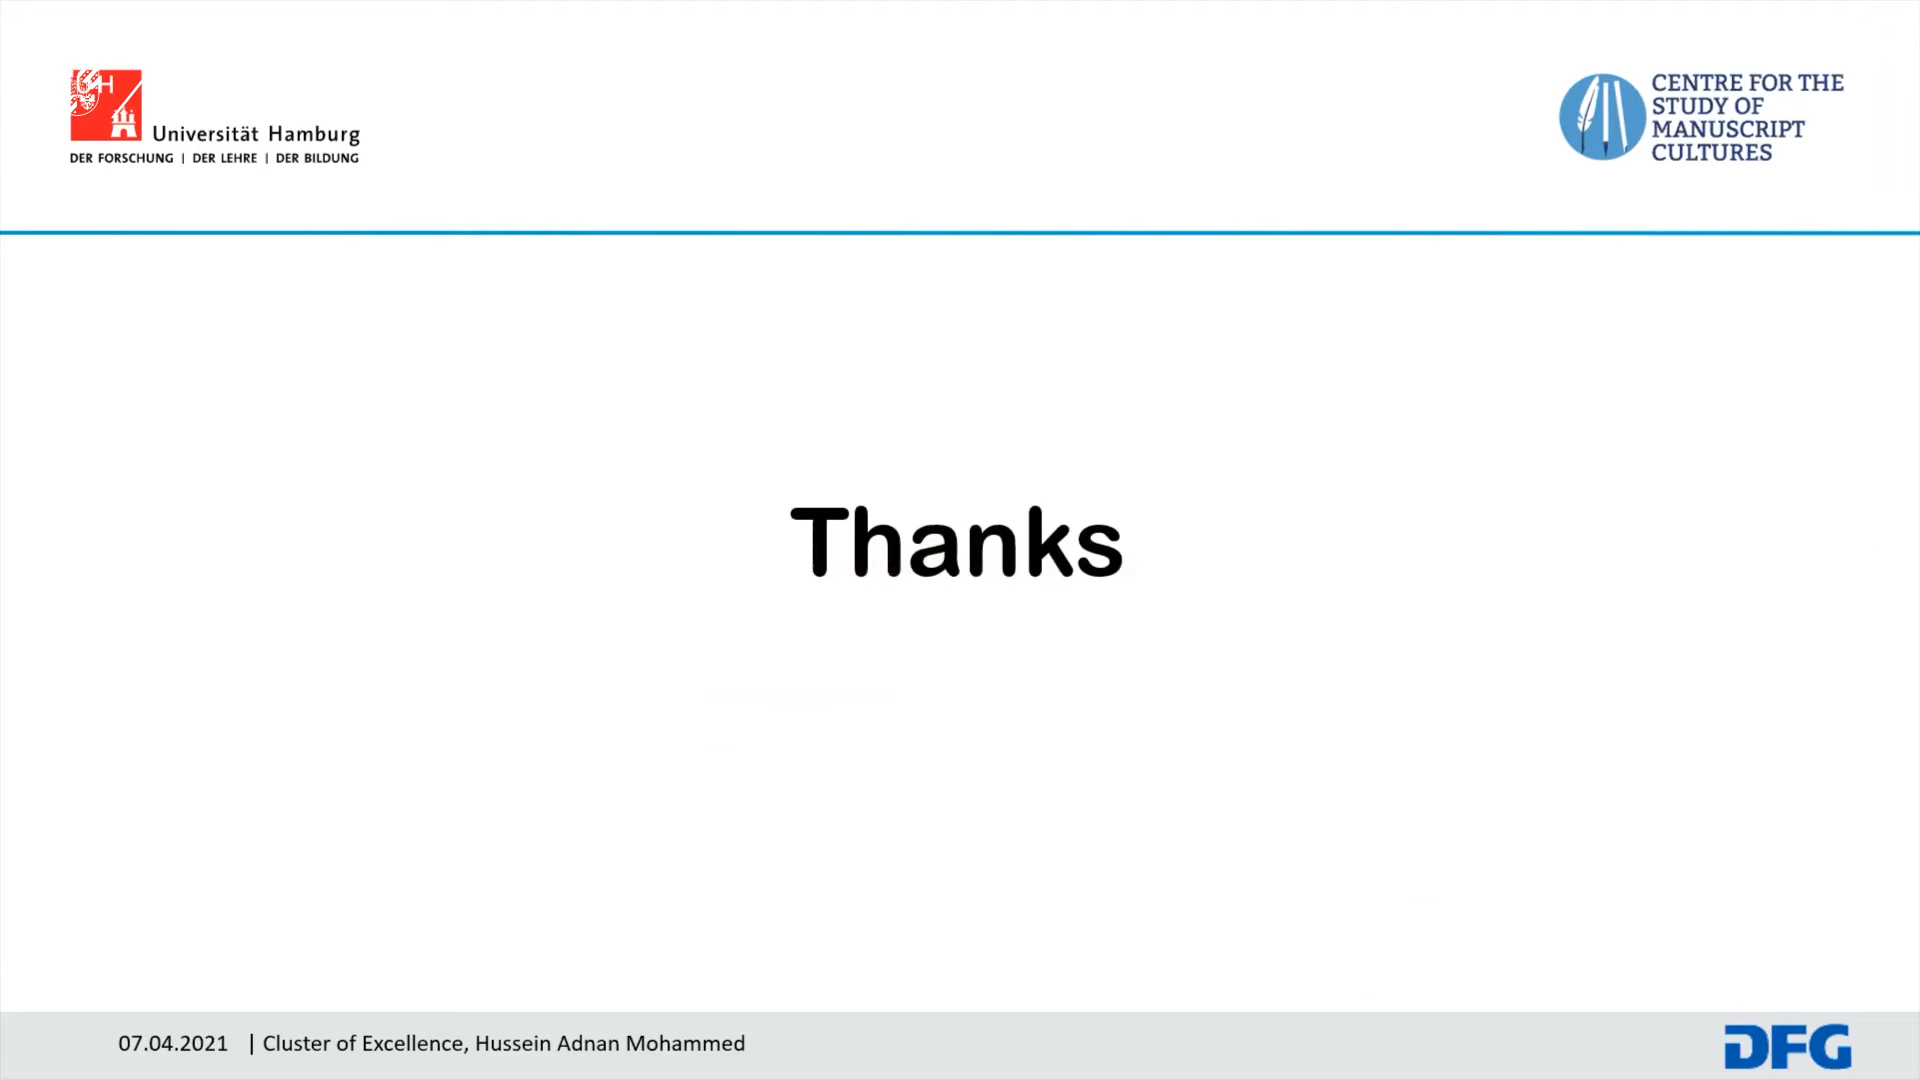 Universität Hamburg
DER FORSCHUNG | DER LEHRE | DER BILDUNG
CENTRE FOR THE
STUDY OF
MANUSCRIPT
CULTURES
Thanks
07.04.2021 | Cluster of Excellence, Hussein Adnan Mohammed
DFG